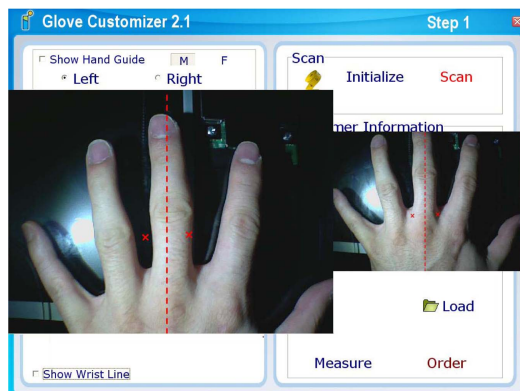 Glove Customizer 2.1
Step 1
Show Hand Guide
M
F
Left
Right
Scan
Initialize
Scan
mer Information
Load
Show Wrist Line
Measure
Order